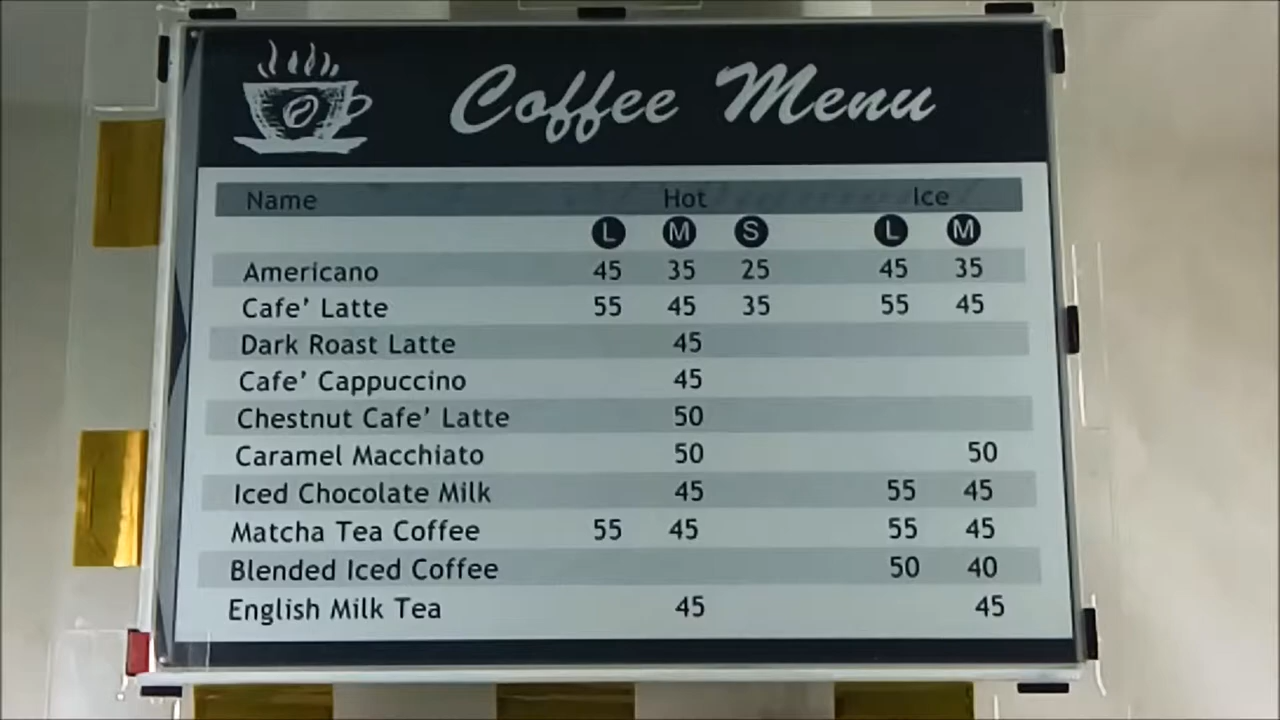 Coffee Menu
Name Hot Ice
L M S L M
Americano 45 35 25 45 35
Cafe' Latte 55 45 35 55 45
Dark Roast Latte 45
Cafe' Cappuccino 45
Chestnut Cafe' Latte 50
Caramel Macchiato 50 50
Iced Chocolate Milk 45 55 45
Matcha Tea Coffee 55 45 55 45
Blended Iced Coffee 50 40
English Milk Tea 45 45